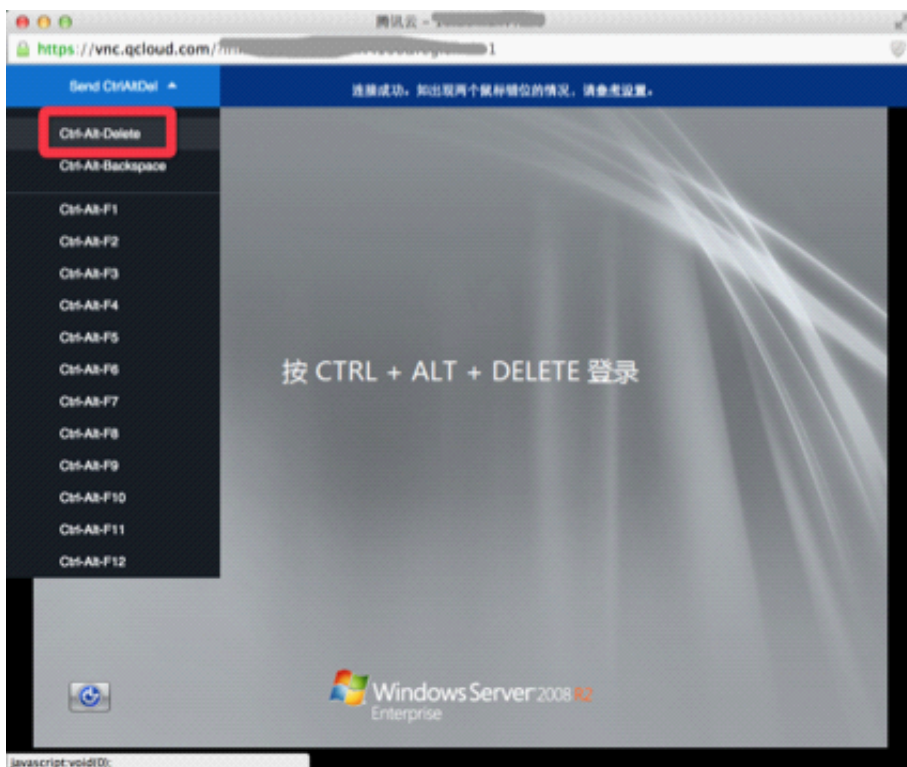 腾讯云 -
https://vnc.qcloud.com/
Send CtrlAltDel
连接成功。如出现两个鼠标错位的情况，请查考设置。
Ctrl-Alt-Delete
Ctrl-Alt-Backspace
Ctrl-Alt-F1
Ctrl-Alt-F2
Ctrl-Alt-F3
Ctrl-Alt-F4
Ctrl-Alt-F5
Ctrl-Alt-F6
Ctrl-Alt-F7
Ctrl-Alt-F8
Ctrl-Alt-F9
Ctrl-Alt-F10
Ctrl-Alt-F11
Ctrl-Alt-F12
按 CTRL + ALT + DELETE 登录
Windows Server 2008 R2
Enterprise
javascript:void(0);